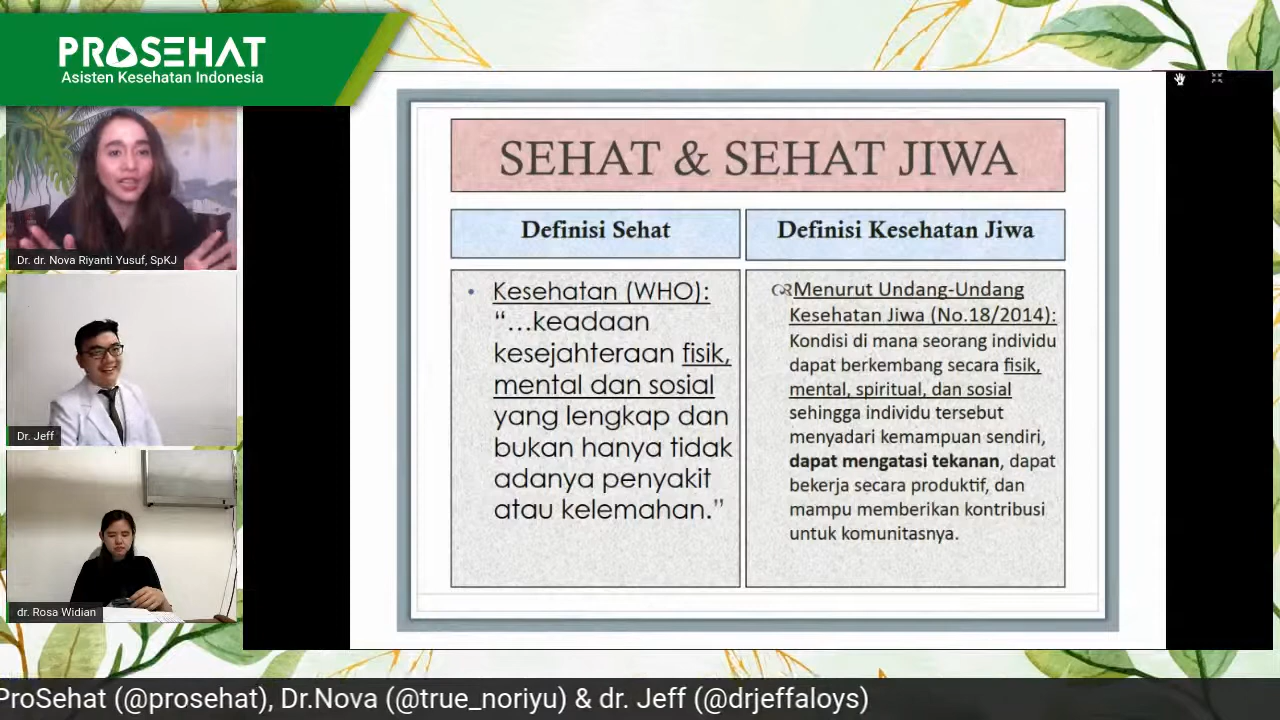 PROSEHAT
Asisten Kesehatan Indonesia
Dr. dr. Nova Riyanti Yusuf, SpKJ
Dr. Jeff
dr. Rosa Widian
SEHAT & SEHAT JIWA
Definisi Sehat
• Kesehatan (WHO):
“...keadaan
kesejahteraan fisik,
mental dan sosial
yang lengkap dan
bukan hanya tidak
adanya penyakit
atau kelemahan.”
Definisi Kesehatan Jiwa
Menurut Undang-Undang
Kesehatan Jiwa (No.18/2014):
Kondisi di mana seorang individu
dapat berkembang secara fisik,
mental, spiritual, dan sosial
sehingga individu tersebut
menyadari kemampuan sendiri,
dapat mengatasi tekanan, dapat
bekerja secara produktif, dan
mampu memberikan kontribusi
untuk komunitasnya.
ProSehat (@prosehat), Dr.Nova (@true_noriyu) & dr. Jeff (@drjeffaloys)